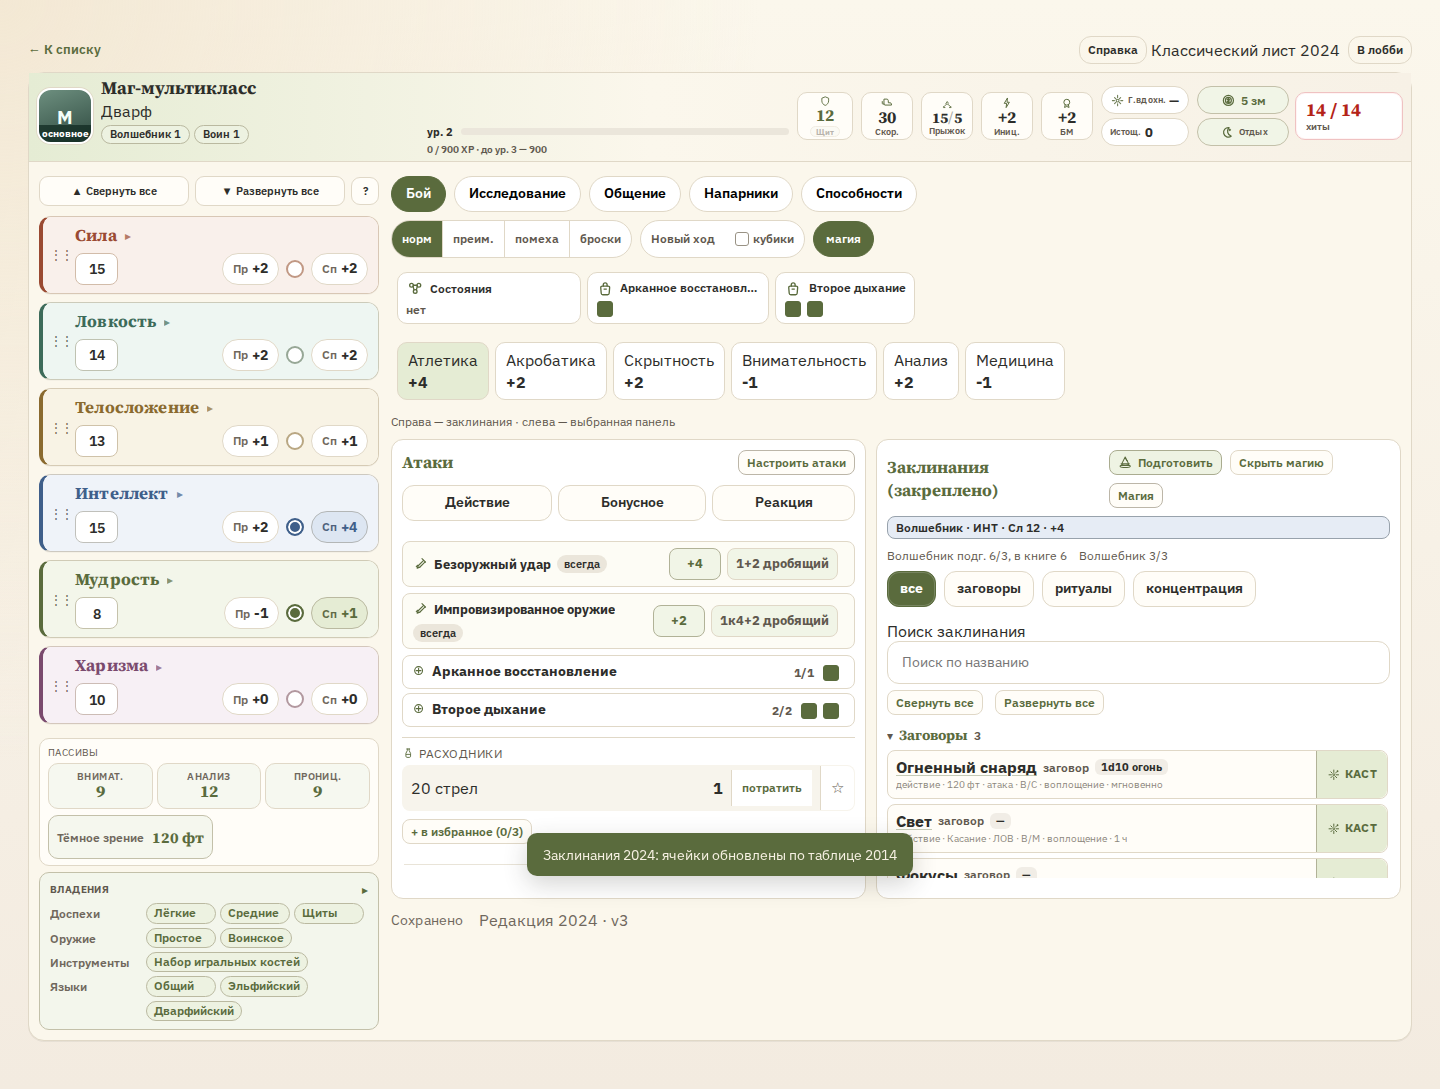 ← К списку
Справка Классический лист 2024 В лобби
М
основное
Маг-мультикласс
Дварф
Волшебник 1 Воин 1
ур. 2
0 / 900 XP · до ур. 3 — 900
12
Щит
30
Скор.
15/5
Прыжок
+2
Иниц.
+2
БМ
Г.вдохн. —
Истощ. 0
5 зм
Отдых
14 / 14
хиты
▲ Свернуть все ▼ Развернуть все ?
Сила ▸
15 Пр +2 Сп +2
Ловкость ▸
14 Пр +2 Сп +2
Телосложение ▸
13 Пр +1 Сп +1
Интеллект ▸
15 Пр +2 Сп +4
Мудрость ▸
8 Пр -1 Сп +1
Харизма ▸
10 Пр +0 Сп +0
ПАССИВЫ
ВНИМАТ. АНАЛИЗ ПРОНИЦ.
9 12 9
Тёмное зрение 120 фт
ВЛАДЕНИЯ ▸
Доспехи Лёгкие Средние Щиты
Оружие Простое Воинское
Инструменты Набор игральных костей
Языки Общий Эльфийский
Дварфийский
Бой Исследование Общение Напарники Способности
норм преим. помеха броски Новый ход кубики магия
Состояния
нет
Арканное восстановл...
Второе дыхание
Атлетика Акробатика Скрытность Внимательность Анализ Медицина
+4 +2 +2 -1 +2 -1
Справа — заклинания · слева — выбранная панель
Атаки Настроить атаки
Действие Бонусное Реакция
Безоружный удар всегда +4 1+2 дробящий
Импровизированное оружие
всегда
+2 1к4+2 дробящий
Арканное восстановление 1/1
Второе дыхание 2/2
РАСХОДНИКИ
20 стрел 1 потратить ☆
+ в избранное (0/3)
Заклинания
(закреплено)
Подготовить Скрыть магию
Магия
Волшебник · ИНТ · Сл 12 · +4
Волшебник подг. 6/3, в книге 6 Волшебник 3/3
все заговоры ритуалы концентрация
Поиск заклинания
Поиск по названию
Свернуть все Развернуть все
▾ Заговоры 3
Огненный снаряд заговор 1d10 огонь
действие · 120 фт · атака · В/С · воплощение · мгновенно
КАСТ
Свет заговор —
действие · Касание · ЛОВ · В/М · воплощение · 1 ч
КАСТ
Фокусы заговор —
Заклинания 2024: ячейки обновлены по таблице 2014
Сохранено Редакция 2024 · v3